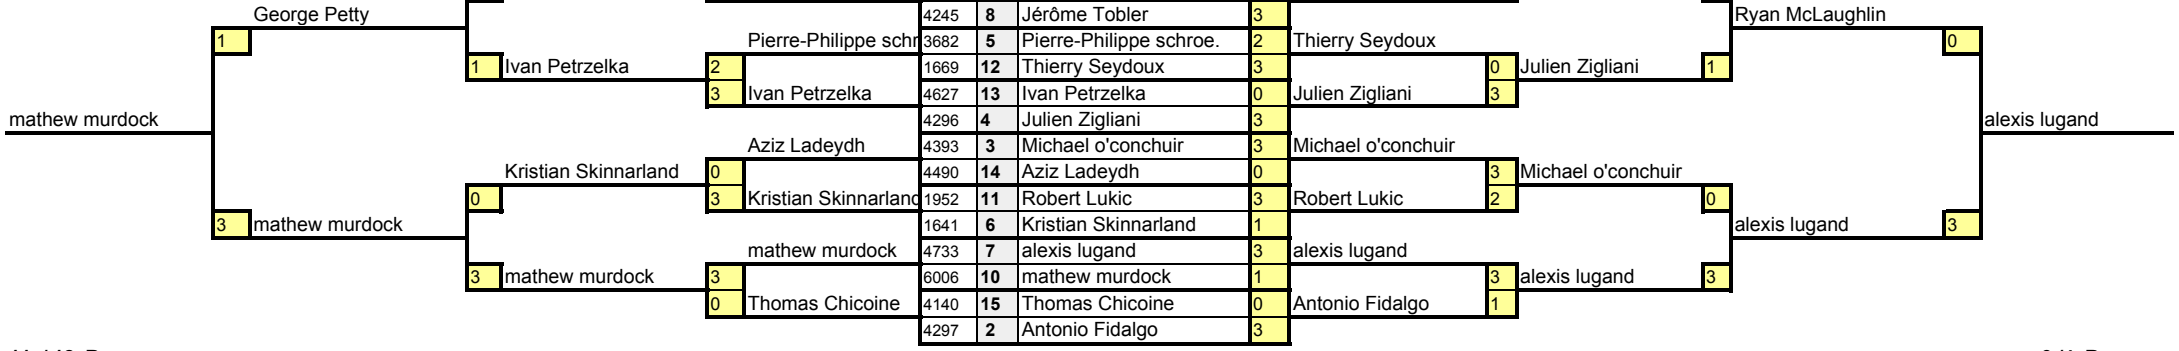 George Petty 4245 8 Jérôme Tobler 3 Ryan McLaughlin
1 Pierre-Philippe schr 3682 5 Pierre-Philippe schroe. 2 Thierry Seydoux 0
1 Ivan Petrzelka 2 1669 12 Thierry Seydoux 3 0 Julien Zigliani 1
3 Ivan Petrzelka 4627 13 Ivan Petrzelka 0 Julien Zigliani 3
mathew murdock 4296 4 Julien Zigliani 3 alexis lugand
Aziz Ladeydh 4393 3 Michael o'conchuir 3 Michael o'conchuir
Kristian Skinnarland 0 4490 14 Aziz Ladeydh 0 3 Michael o'conchuir
0 3 Kristian Skinnarland 1952 11 Robert Lukic 3 Robert Lukic 2 0
3 mathew murdock 1641 6 Kristian Skinnarland 1 alexis lugand 3
mathew murdock 4733 7 alexis lugand 3 alexis lugand
3 mathew murdock 3 6006 10 mathew murdock 1 3 alexis lugand 3
0 Thomas Chicoine 4140 15 Thomas Chicoine 0 Antonio Fidalgo 1
4297 2 Antonio Fidalgo 3